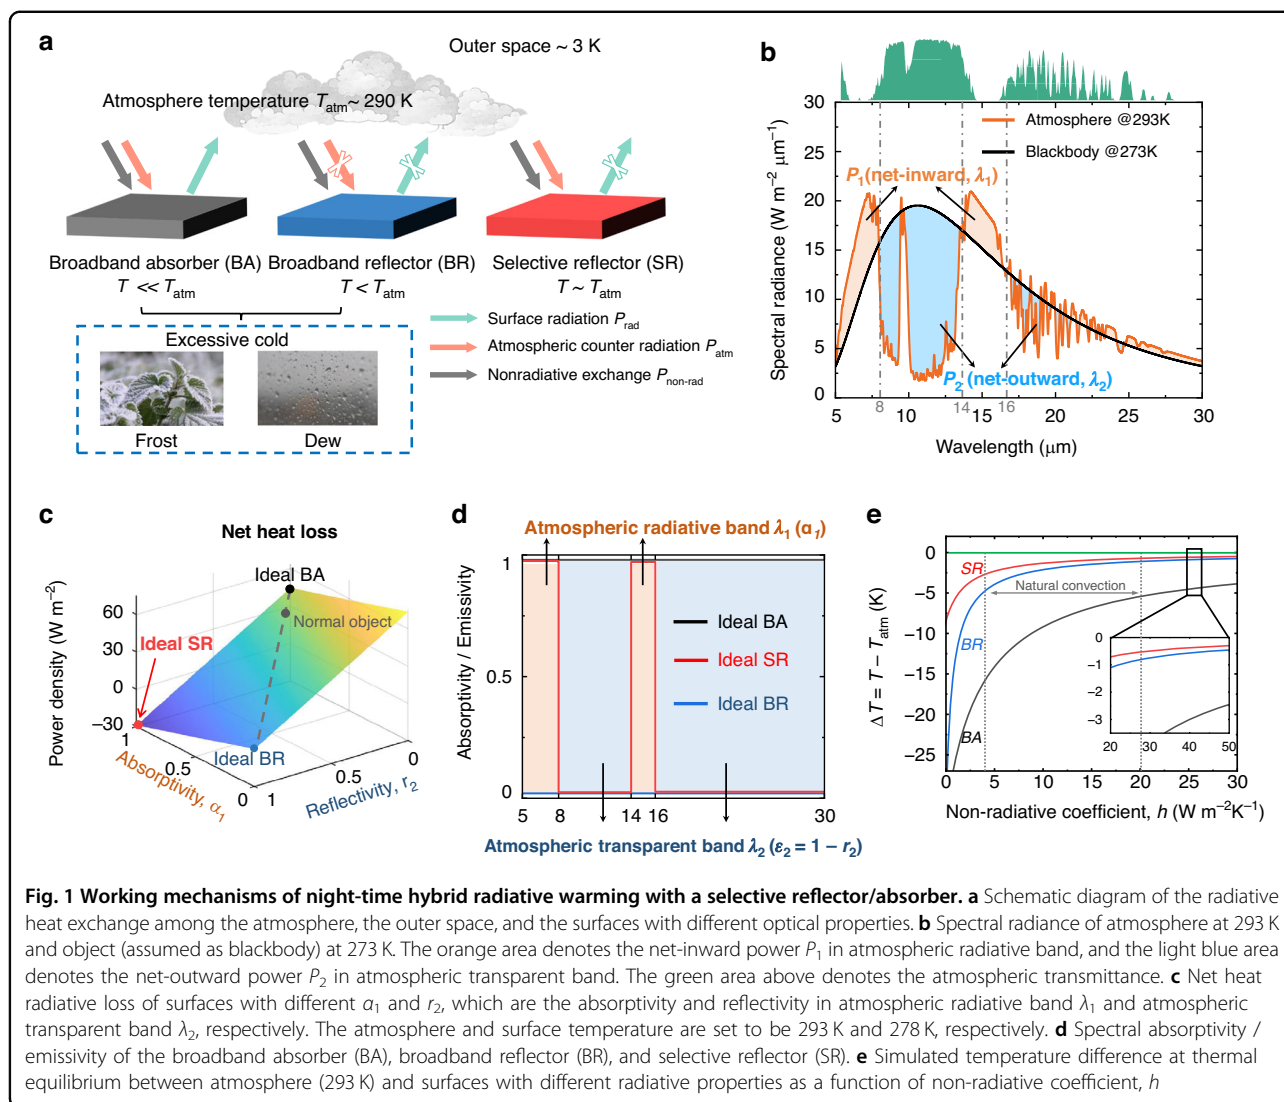 a
Outer space ~ 3 K
Atmosphere temperature T_atm ~ 290 K
Broadband absorber (BA)
T << T_atm
Broadband reflector (BR)
T < T_atm
Selective reflector (SR)
T ~ T_atm
Excessive cold
Frost
Dew
Surface radiation P_rad
Atmospheric counter radiation P_atm
Nonradiative exchange P_non-rad
b
Spectral radiance (W m⁻² μm⁻¹)
30
25
20
15
10
5
0
Atmosphere @293K
Blackbody @273K
P₁(net-inward, λ₁)
P₂ (net-outward, λ₂)
8
14
16
5 10 15 20 25 30
Wavelength (μm)
c
Net heat loss
Power density (W m⁻²)
60
30
0
−30
Ideal BA
Normal object
Ideal SR
Ideal BR
1
0.5
0
Absorptivity, α₁
1
0.5
0
Reflectivity, r₂
d
Atmospheric radiative band λ₁ (α₁)
Absorptivity / Emissivity
1
0.5
0
Ideal BA
Ideal SR
Ideal BR
5 8 14 16 30
Atmospheric transparent band λ₂ (ε₂ = 1 − r₂)
e
Δ T = T − T_atm (K)
0
−5
−10
−15
−20
−25
SR
BR
BA
Natural convection
0
−1
−2
−3
20 30 40 50
0 5 10 15 20 25 30
Non-radiative coefficient, h (W m⁻²K⁻¹)
Fig. 1 Working mechanisms of night-time hybrid radiative warming with a selective reflector/absorber. a Schematic diagram of the radiative
heat exchange among the atmosphere, the outer space, and the surfaces with different optical properties. b Spectral radiance of atmosphere at 293 K
and object (assumed as blackbody) at 273 K. The orange area denotes the net-inward power P₁ in atmospheric radiative band, and the light blue area
denotes the net-outward power P₂ in atmospheric transparent band. The green area above denotes the atmospheric transmittance. c Net heat
radiative loss of surfaces with different α₁ and r₂, which are the absorptivity and reflectivity in atmospheric radiative band λ₁ and atmospheric
transparent band λ₂, respectively. The atmosphere and surface temperature are set to be 293 K and 278 K, respectively. d Spectral absorptivity /
emissivity of the broadband absorber (BA), broadband reflector (BR), and selective reflector (SR). e Simulated temperature difference at thermal
equilibrium between atmosphere (293 K) and surfaces with different radiative properties as a function of non-radiative coefficient, h